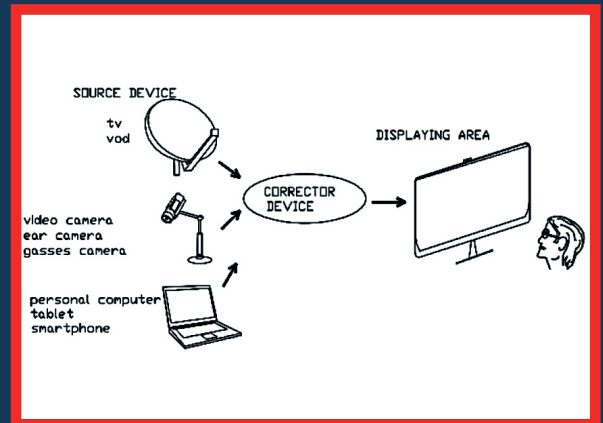 SOURCE DEVICE
tv
vod
DISPLAYING AREA
CORRECTOR
DEVICE
video camera
ear camera
gasses camera
personal computer
tablet
smartphone